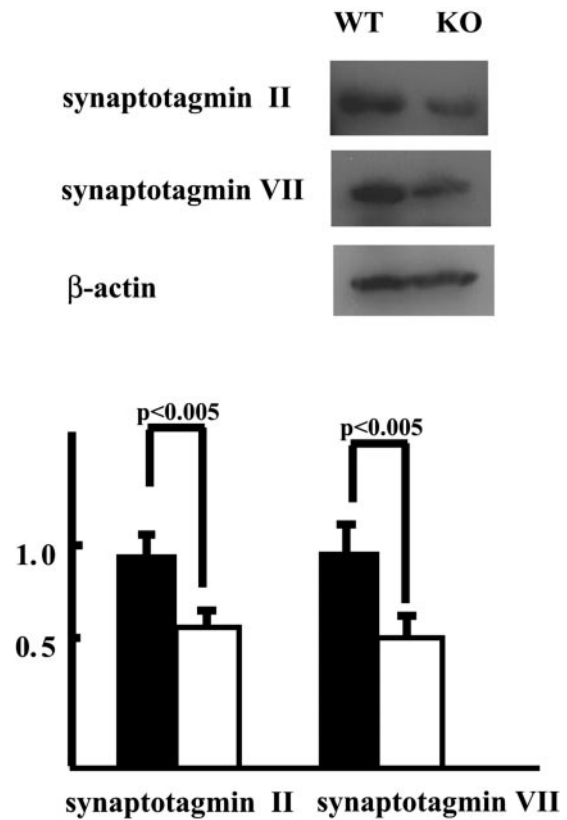 WT KO
synaptotagmin II
synaptotagmin VII
β-actin
p<0.005
p<0.005
1.0
0.5
synaptotagmin II synaptotagmin VII